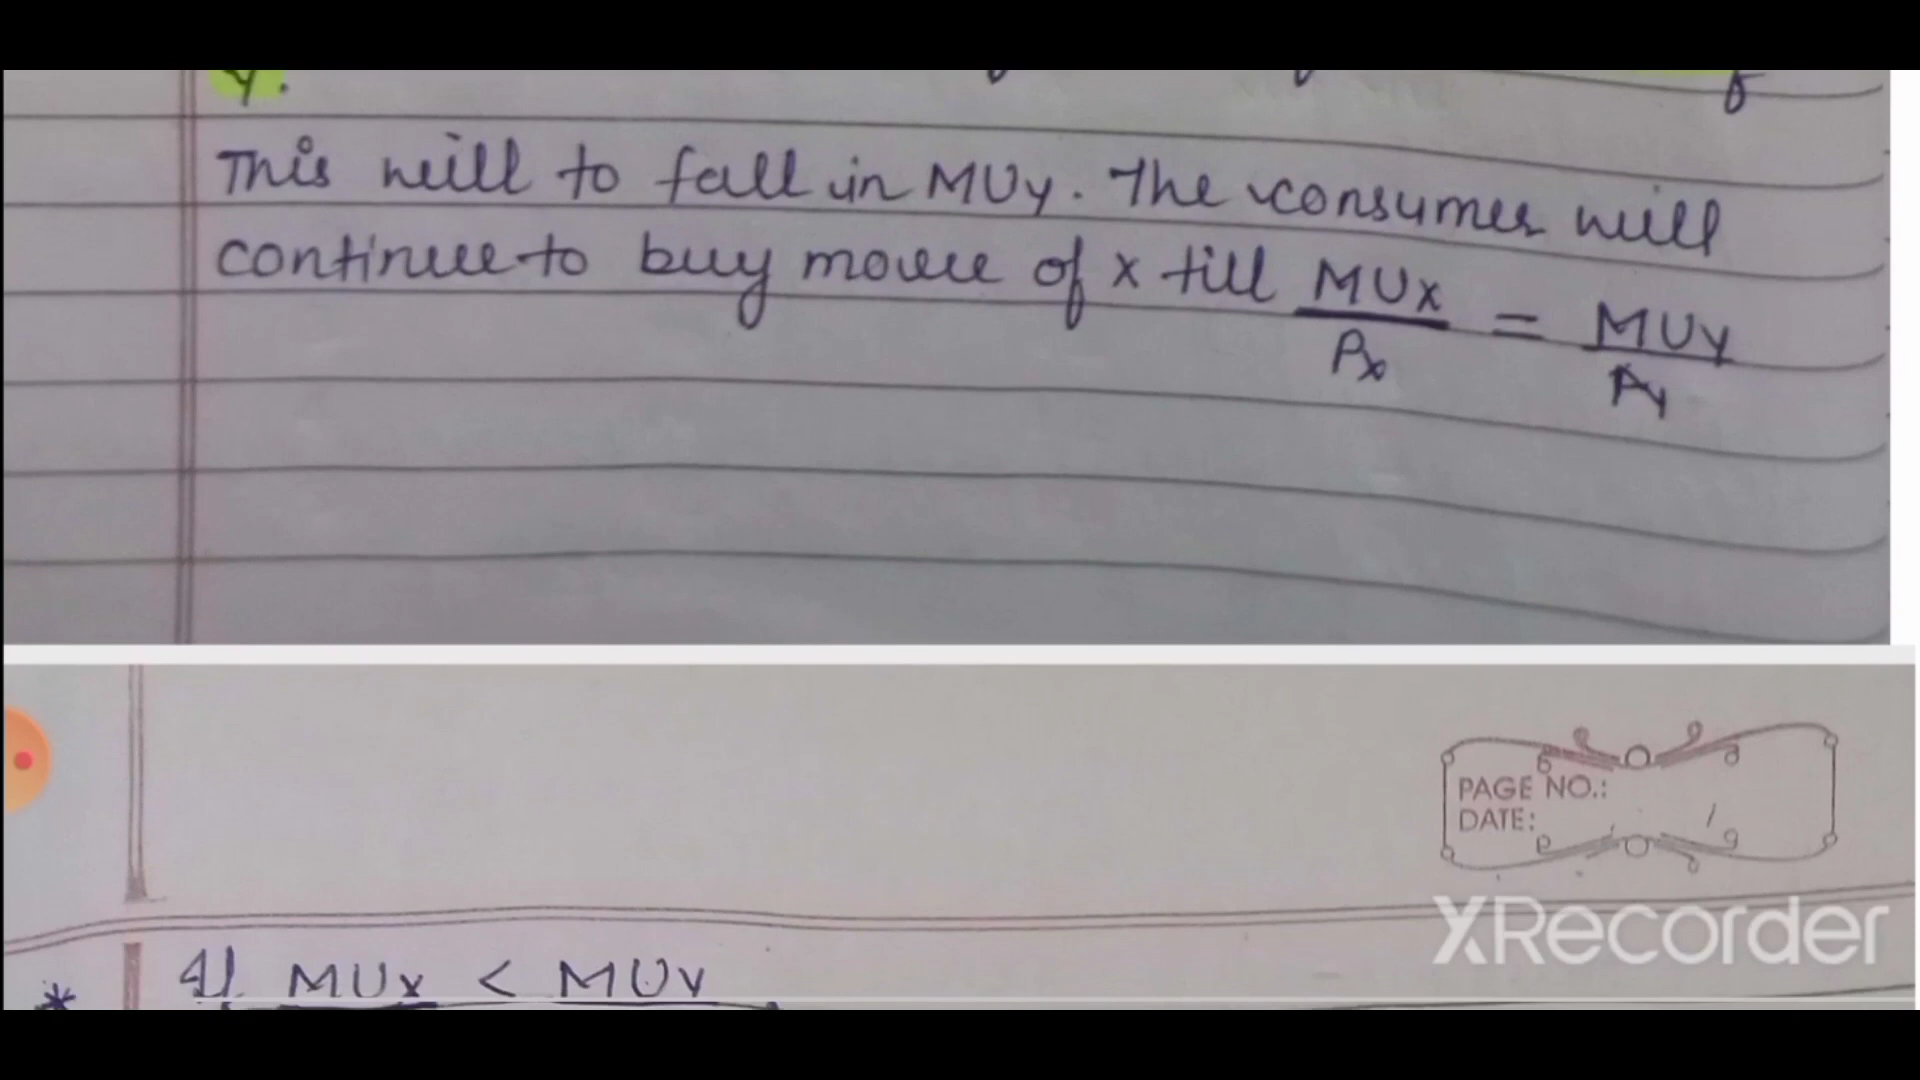 Y.
This will to fall in MUy. The consumer will
continue to buy more of x till MUx/Px = MUy/Py
PAGE NO.:
DATE:
XRecorder
* 4) MUx < MUy